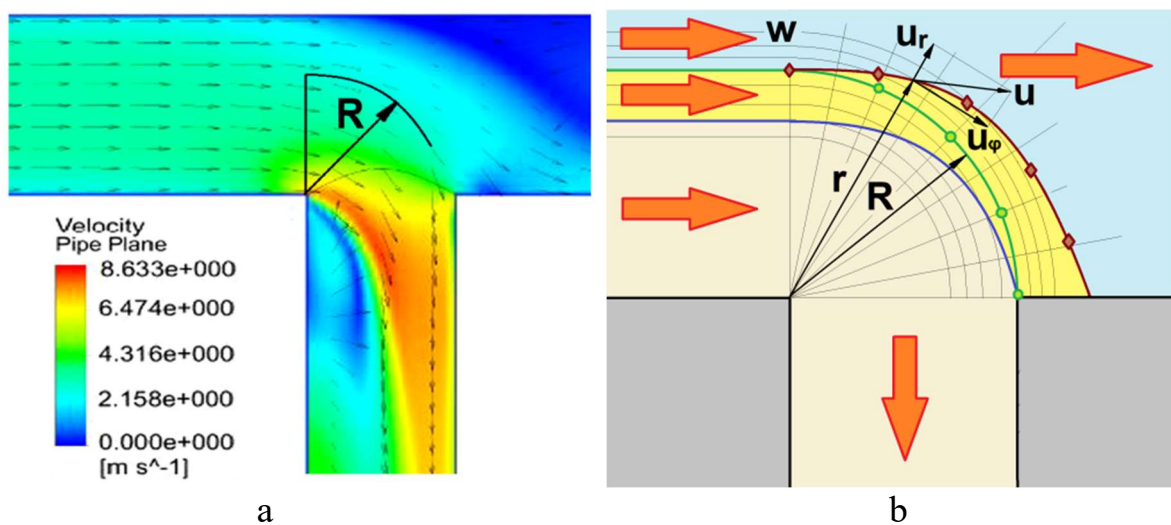 R
Velocity
Pipe Plane
8.633e+000
6.474e+000
4.316e+000
2.158e+000
0.000e+000
[m s^-1]
a
w
uᵣ
u
uᵩ
r
R
b